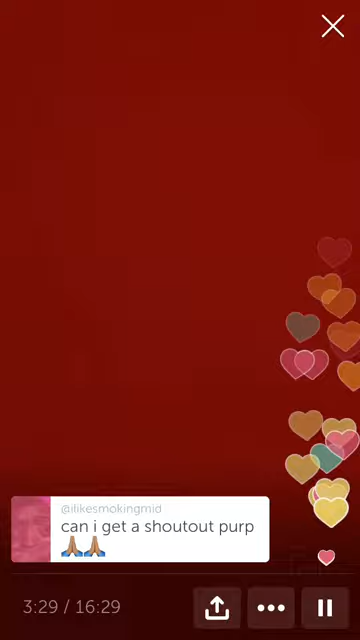 @ilikesmokingmid
can i get a shoutout purp
🙏🏽🙏🏽
3:29 / 16:29